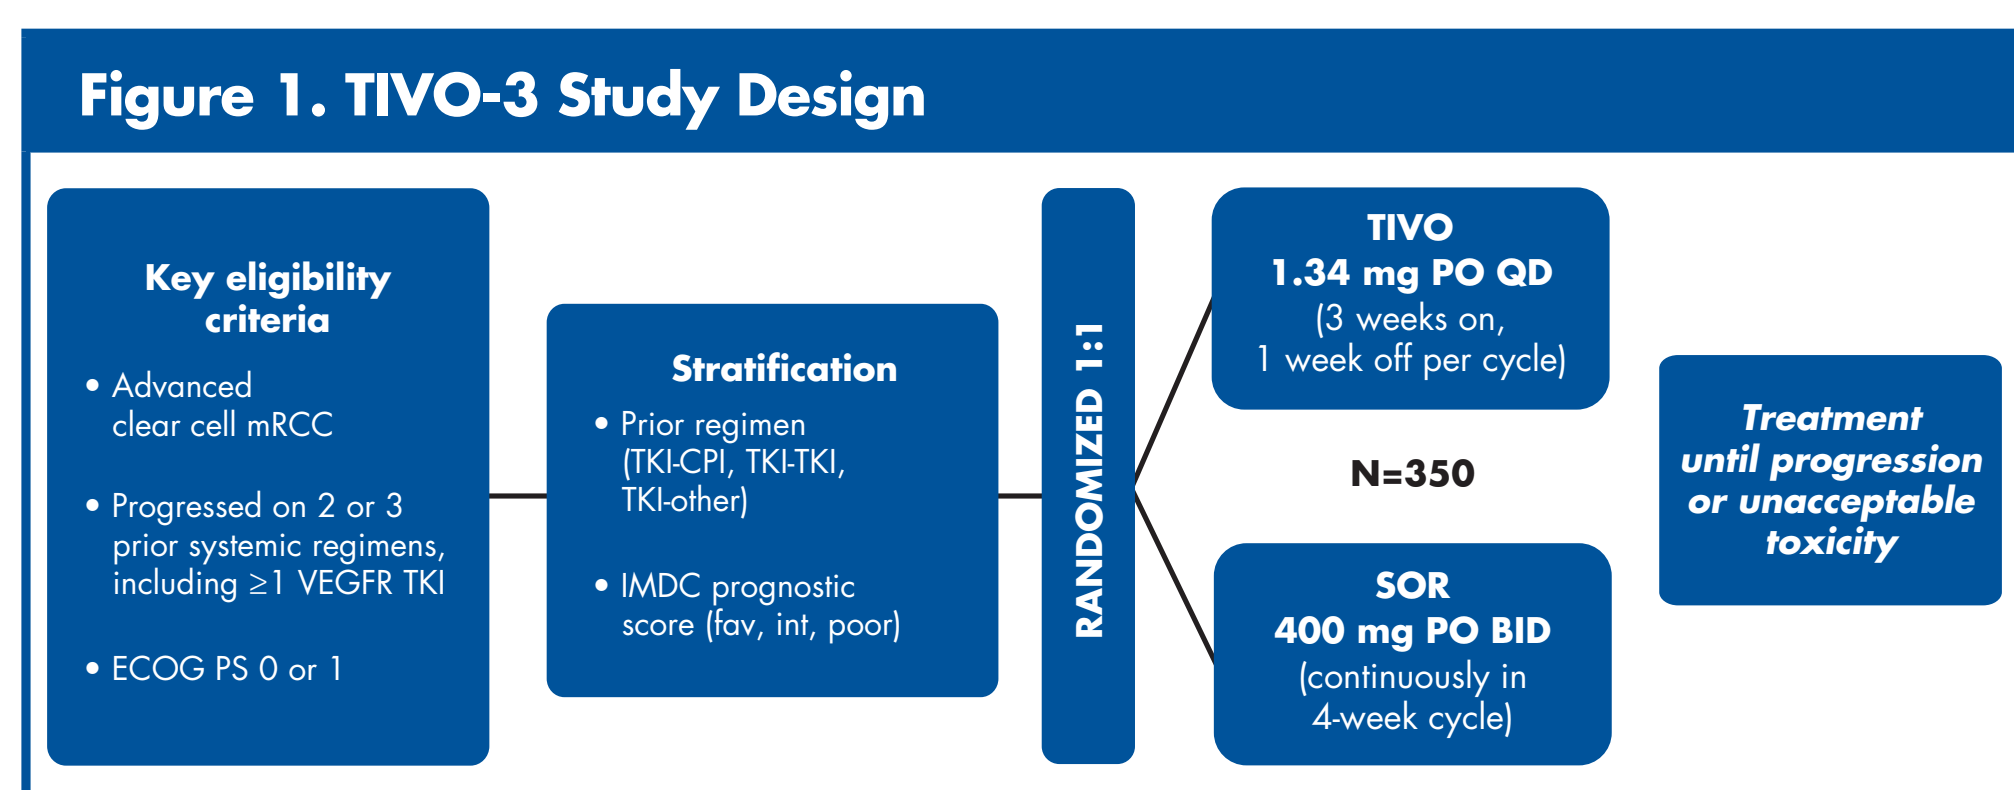 Figure 1. TIVO-3 Study Design
Key eligibility
criteria
• Advanced
clear cell mRCC
• Progressed on 2 or 3
prior systemic regimens,
including ≥1 VEGFR TKI
• ECOG PS 0 or 1
Stratification
• Prior regimen
(TKI-CPI, TKI-TKI,
TKI-other)
• IMDC prognostic
score (fav, int, poor)
RANDOMIZED 1:1
TIVO
1.34 mg PO QD
(3 weeks on,
1 week off per cycle)
N=350
SOR
400 mg PO BID
(continuously in
4-week cycle)
Treatment
until progression
or unacceptable
toxicity